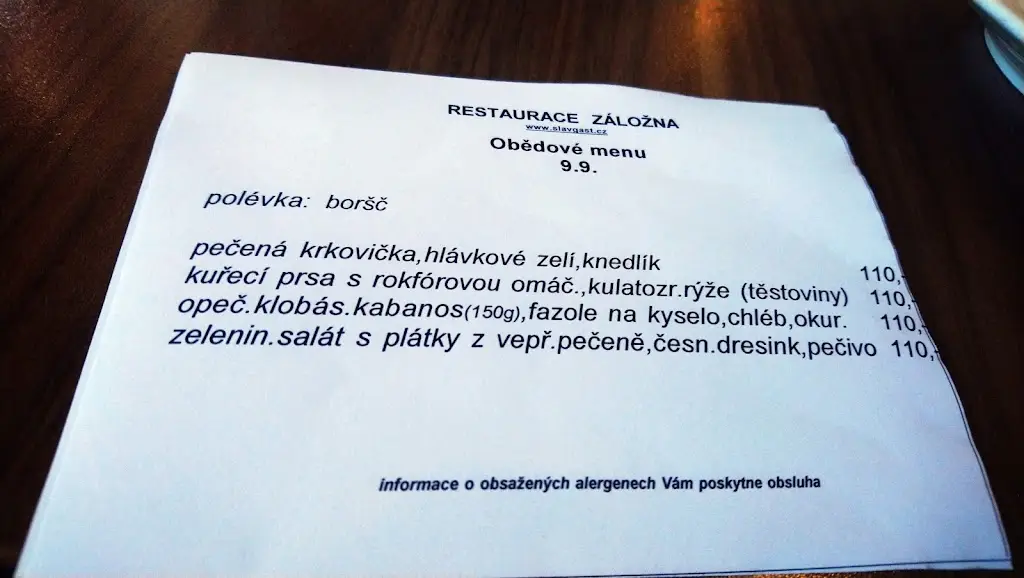 RESTAURACE ZÁLOŽNA
www.slavgast.cz
Obědové menu
9.9.
polévka: boršč
pečená krkovička,hlávkové zelí,knedlík 110,-
kuřecí prsa s rokfórovou omáč.,kulatozr.rýže (těstoviny) 110,-
opeč.klobás.kabanos(150g),fazole na kyselo,chléb,okur. 110,-
zelenin.salát s plátky z vepř.pečeně,česn.dresink,pečivo 110,-
informace o obsažených alergenech Vám poskytne obsluha